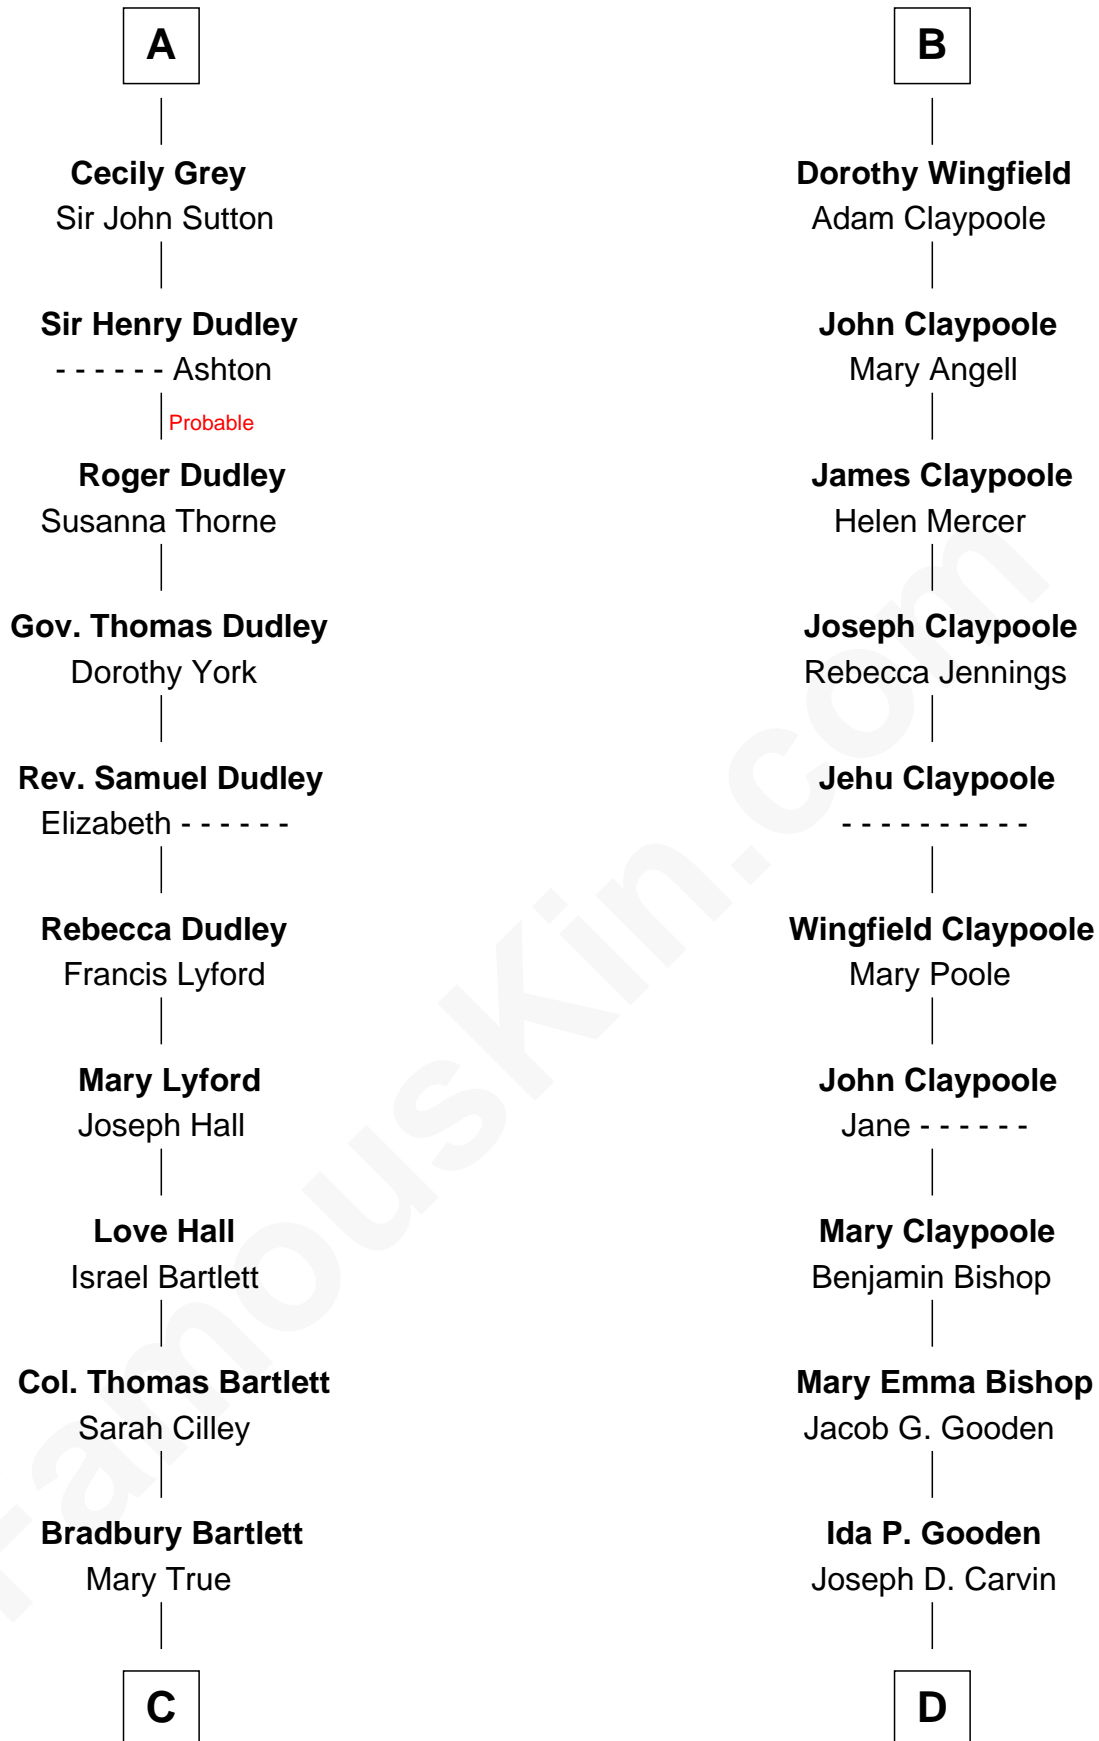 A
Cecily Grey
Sir John Sutton
Sir Henry Dudley
- - - - - - Ashton
Probable
Roger Dudley
Susanna Thorne
Gov. Thomas Dudley
Dorothy York
Rev. Samuel Dudley
Elizabeth - - - - - -
Rebecca Dudley
Francis Lyford
Mary Lyford
Joseph Hall
Love Hall
Israel Bartlett
Col. Thomas Bartlett
Sarah Cilley
Bradbury Bartlett
Mary True
C
B
Dorothy Wingfield
Adam Claypoole
John Claypoole
Mary Angell
James Claypoole
Helen Mercer
Joseph Claypoole
Rebecca Jennings
Jehu Claypoole
- - - - - - - - - -
Wingfield Claypoole
Mary Poole
John Claypoole
Jane - - - - - -
Mary Claypoole
Benjamin Bishop
Mary Emma Bishop
Jacob G. Gooden
Ida P. Gooden
Joseph D. Carvin
D
FamousKin.com